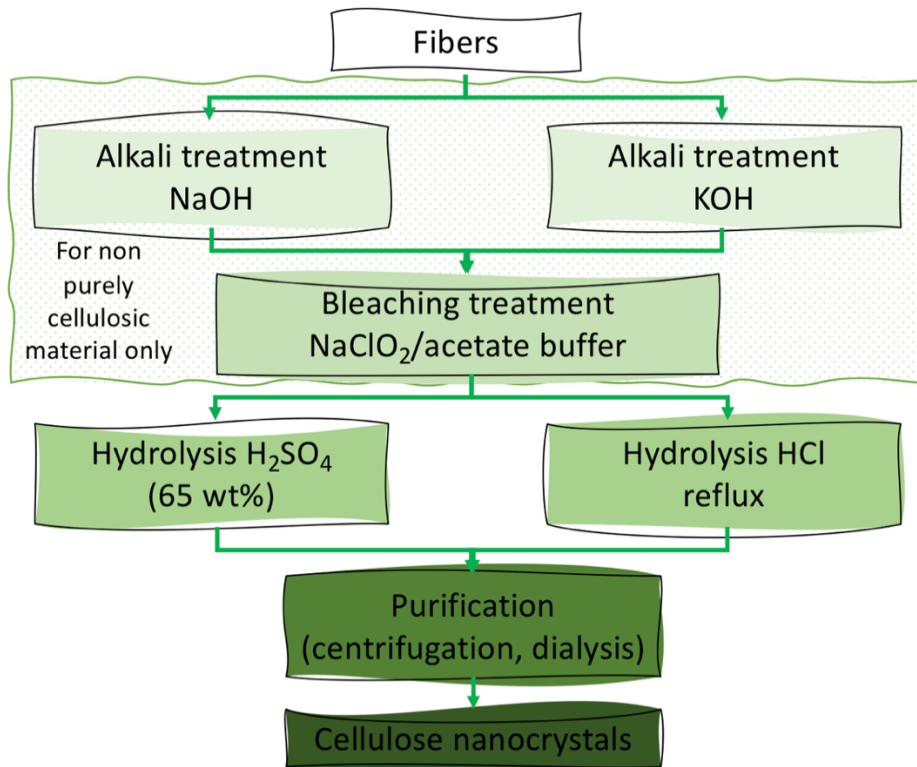 Fibers
Alkali treatment
NaOH
Alkali treatment
KOH
For non
purely
cellulosic
material only
Bleaching treatment
NaClO₂/acetate buffer
Hydrolysis H₂SO₄
(65 wt%)
Hydrolysis HCl
reflux
Purification
(centrifugation, dialysis)
Cellulose nanocrystals